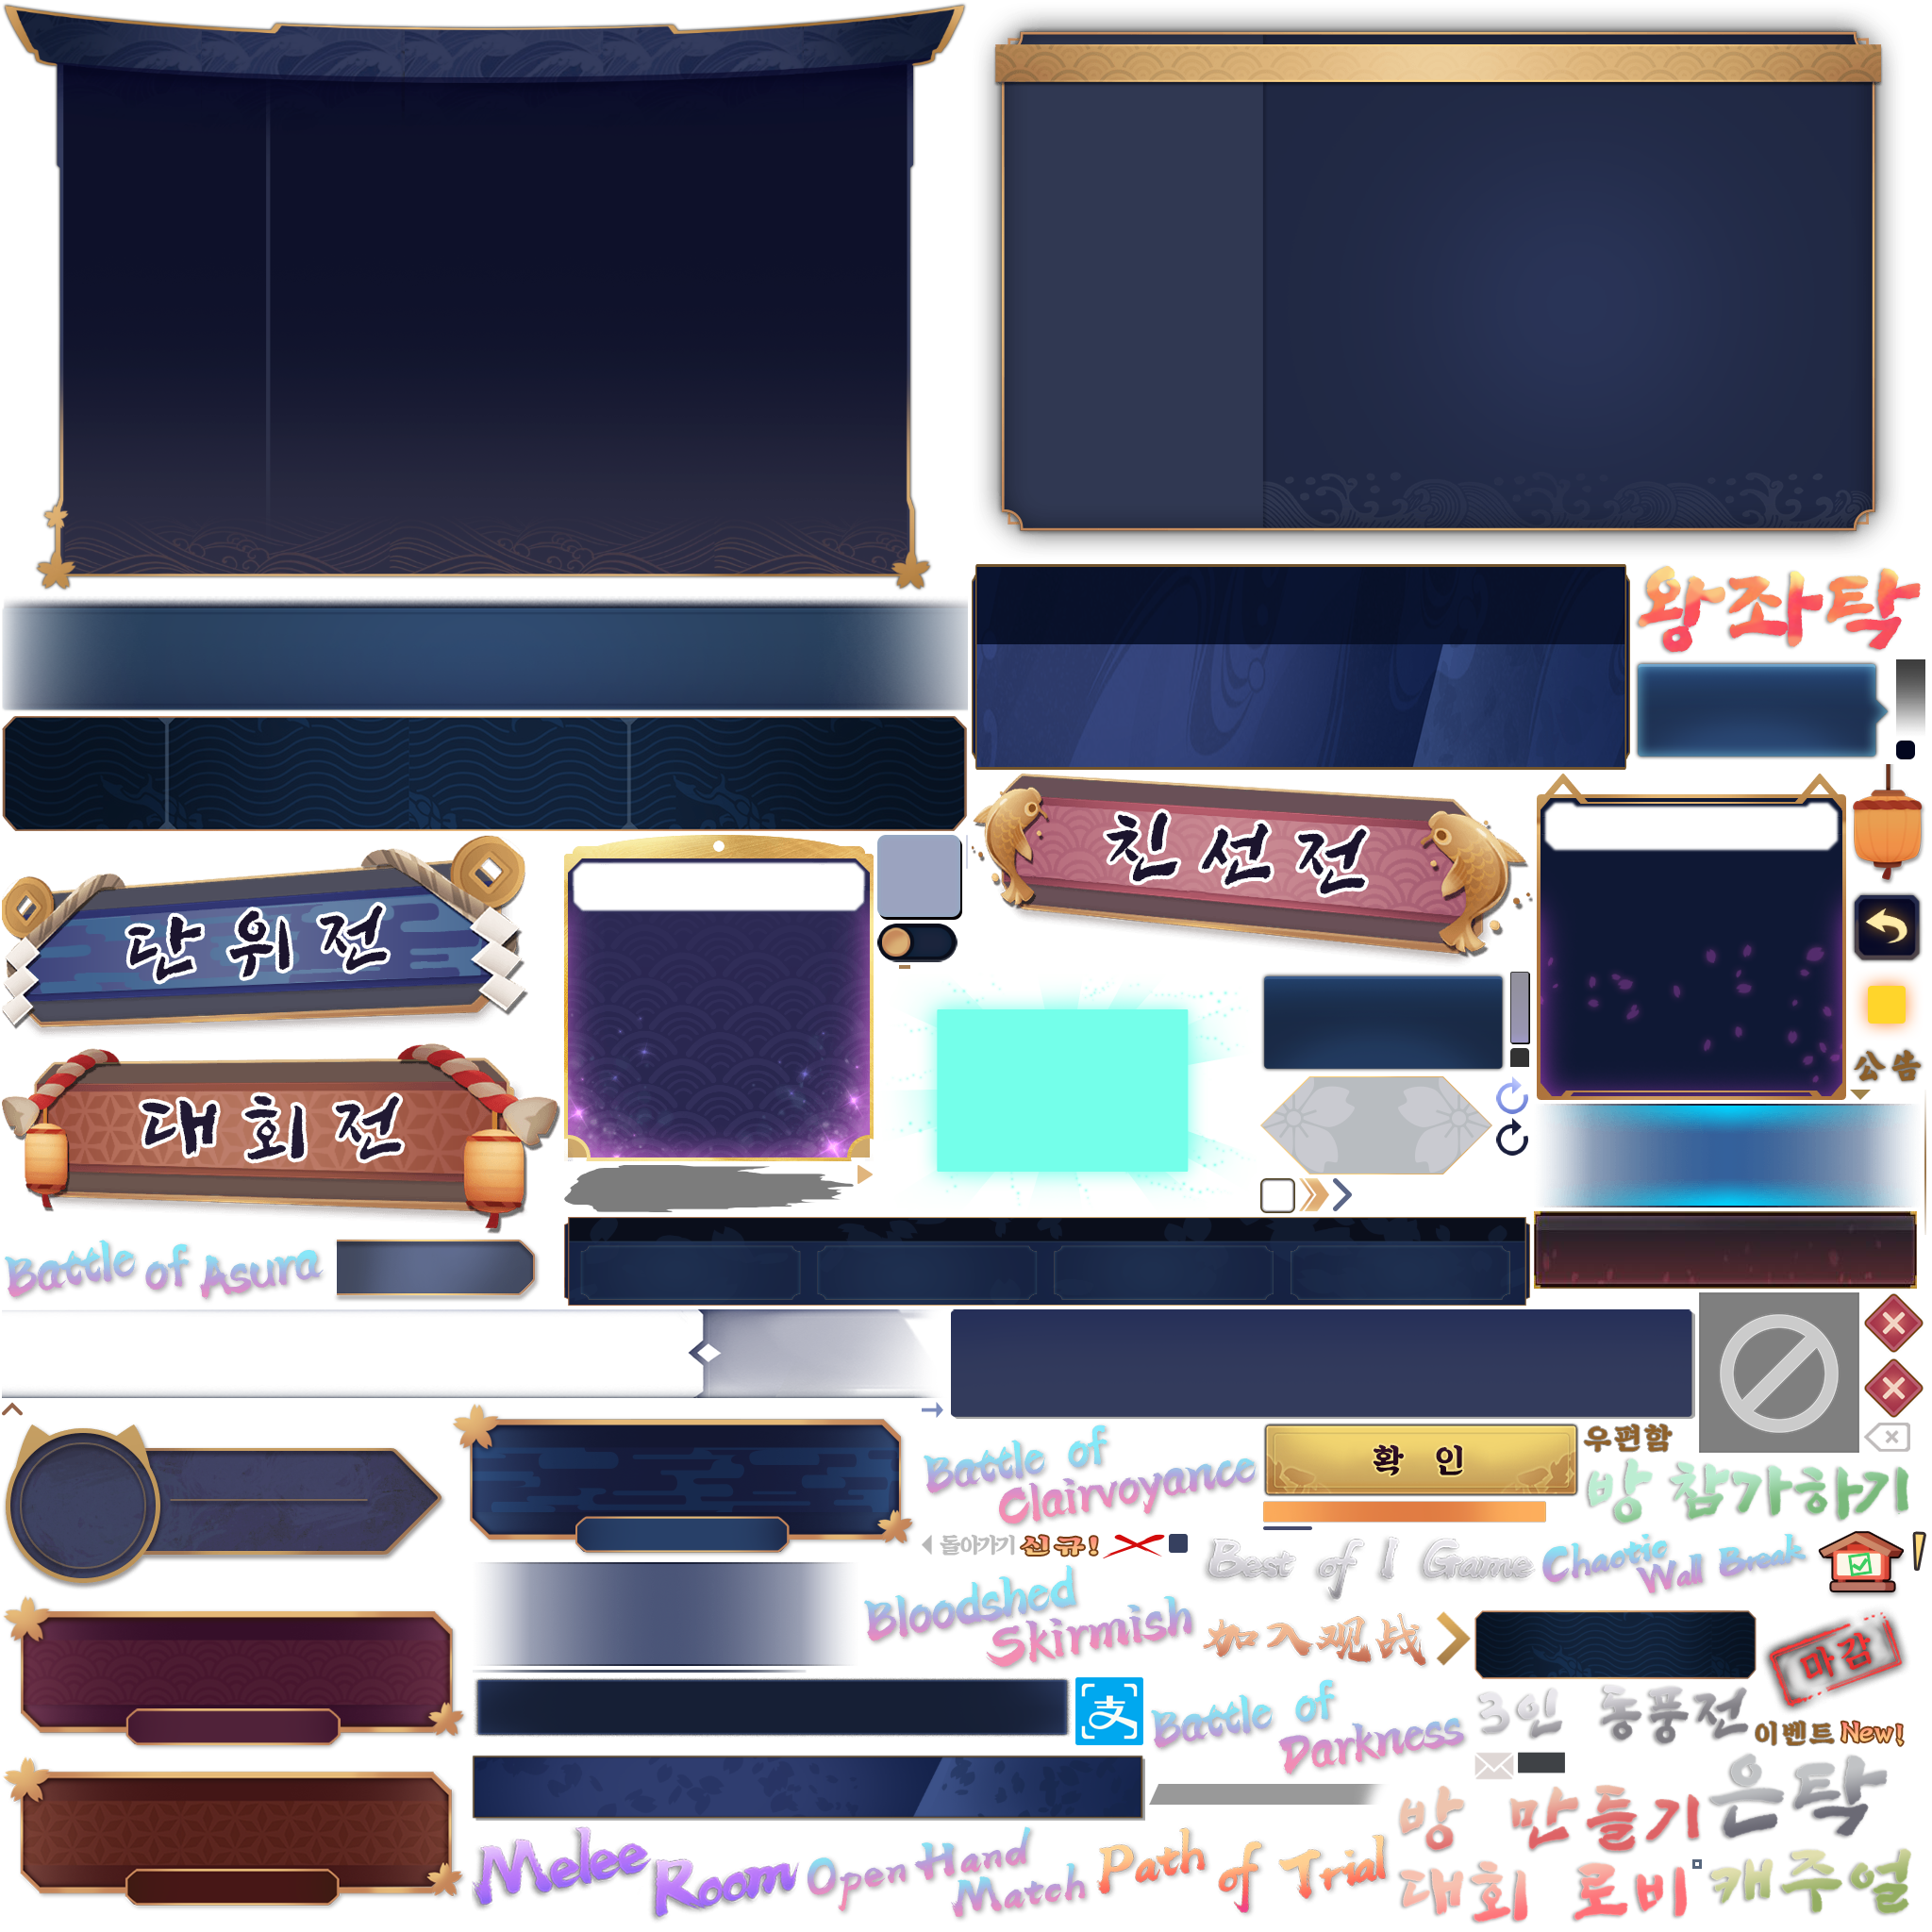 왕좌탁
친선전
단위전
公告
대회전
Battle of Asura
Battle of
Clairvoyance
확 인
우편함
방 참가하기
돌아가기
신규!
Best of 1 Game
Chaotic
Wall Break
Bloodshed
Skirmish
加入观战
마감
支
Battle of
Darkness
3인 동풍전
이벤트
New!
은탁
방 만들기
Melee
Room
Open Hand
Match
Path of Trial
대회 로비
캐주얼